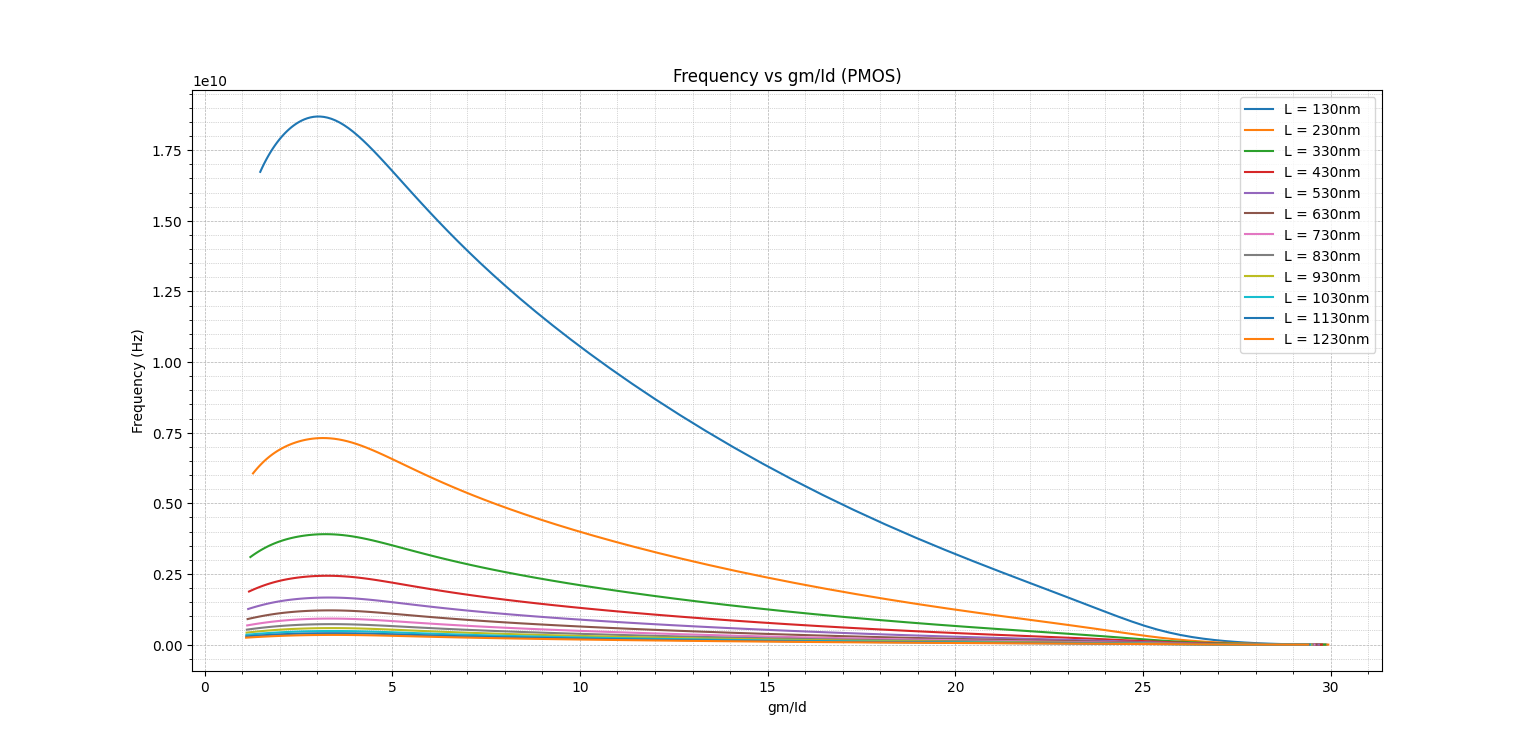 Frequency vs gm/Id (PMOS)
1e10
1.75
1.50
1.25
1.00
0.75
0.50
0.25
0.00
Frequency (Hz)
0 5 10 15 20 25 30
gm/Id
L = 130nm
L = 230nm
L = 330nm
L = 430nm
L = 530nm
L = 630nm
L = 730nm
L = 830nm
L = 930nm
L = 1030nm
L = 1130nm
L = 1230nm